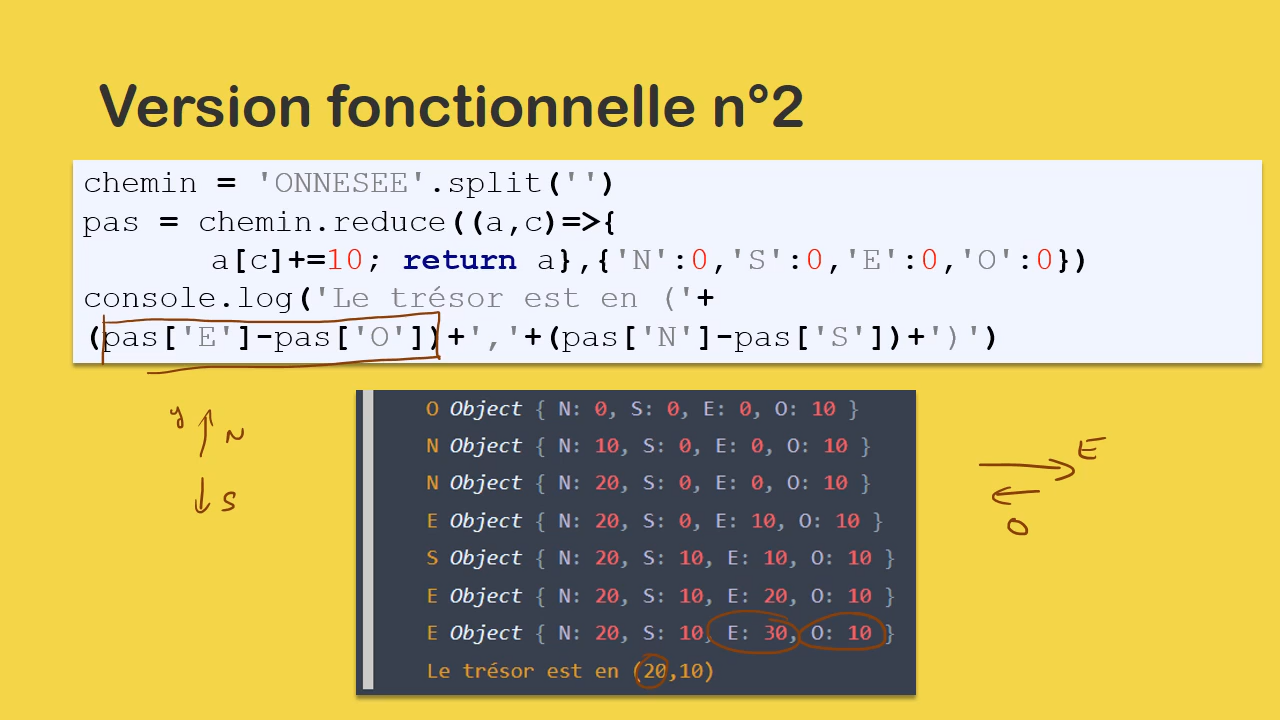 Version fonctionnelle n°2
chemin = 'ONNESEE'.split('')
pas = chemin.reduce((a,c)=>{
a[c]+=10; return a},{'N':0,'S':0,'E':0,'O':0})
console.log('Le trésor est en ('+
(pas['E']-pas['O'])+','+(pas['N']-pas['S'])+')')
O Object { N: 0, S: 0, E: 0, O: 10 }
N Object { N: 10, S: 0, E: 0, O: 10 }
N Object { N: 20, S: 0, E: 0, O: 10 }
E Object { N: 20, S: 0, E: 10, O: 10 }
S Object { N: 20, S: 10, E: 10, O: 10 }
E Object { N: 20, S: 10, E: 20, O: 10 }
E Object { N: 20, S: 10, E: 30, O: 10 }
Le trésor est en (20,10)
y
N
S
E
O